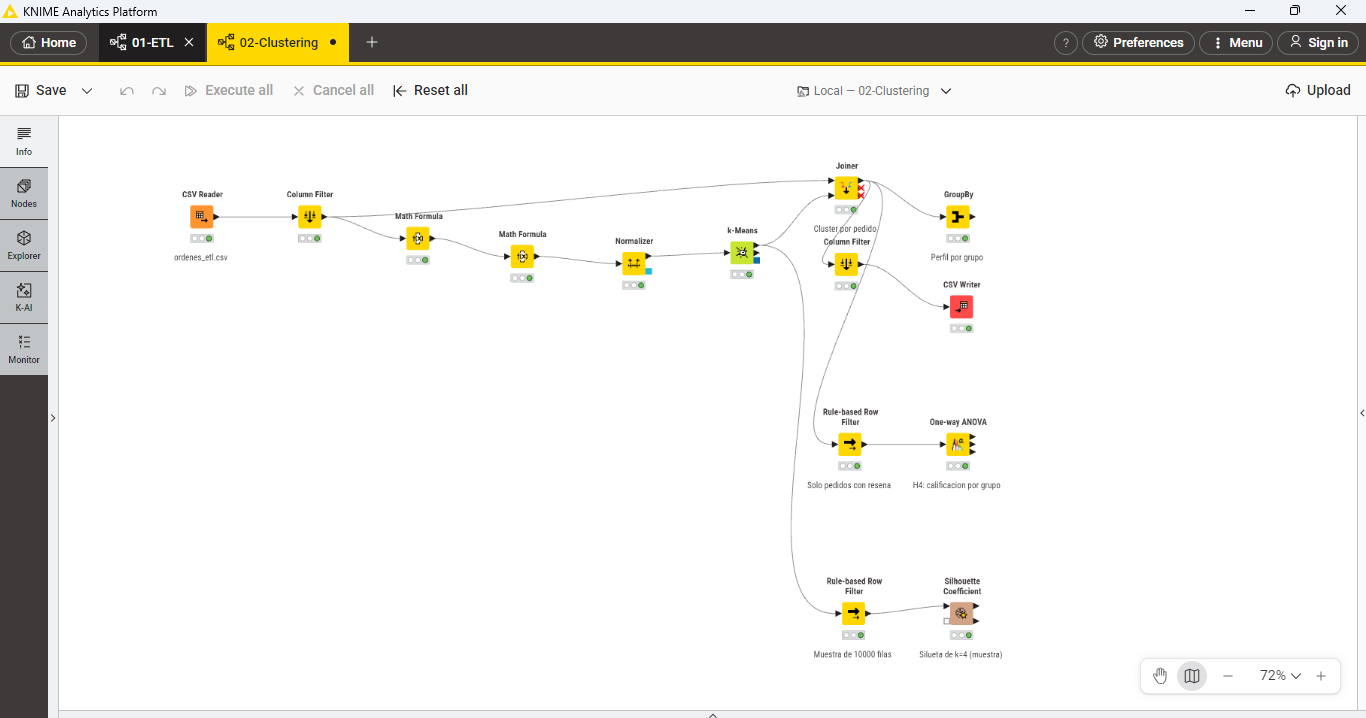 KNIME Analytics Platform
Home
01-ETL
02-Clustering
?
Preferences
Menu
Sign in
Save
Execute all
Cancel all
Reset all
Local — 02-Clustering
Upload
Info
Nodes
Explorer
K-AI
Monitor
CSV Reader
ordenes_etl.csv
Column Filter
Math Formula
Math Formula
Normalizer
k-Means
Joiner
Cluster por pedido
Column Filter
GroupBy
Perfil por grupo
CSV Writer
Rule-based Row
Filter
Solo pedidos con resena
One-way ANOVA
H4: calificacion por grupo
Rule-based Row
Filter
Muestra de 10000 filas
Silhouette
Coefficient
Silueta de k=4 (muestra)
72%